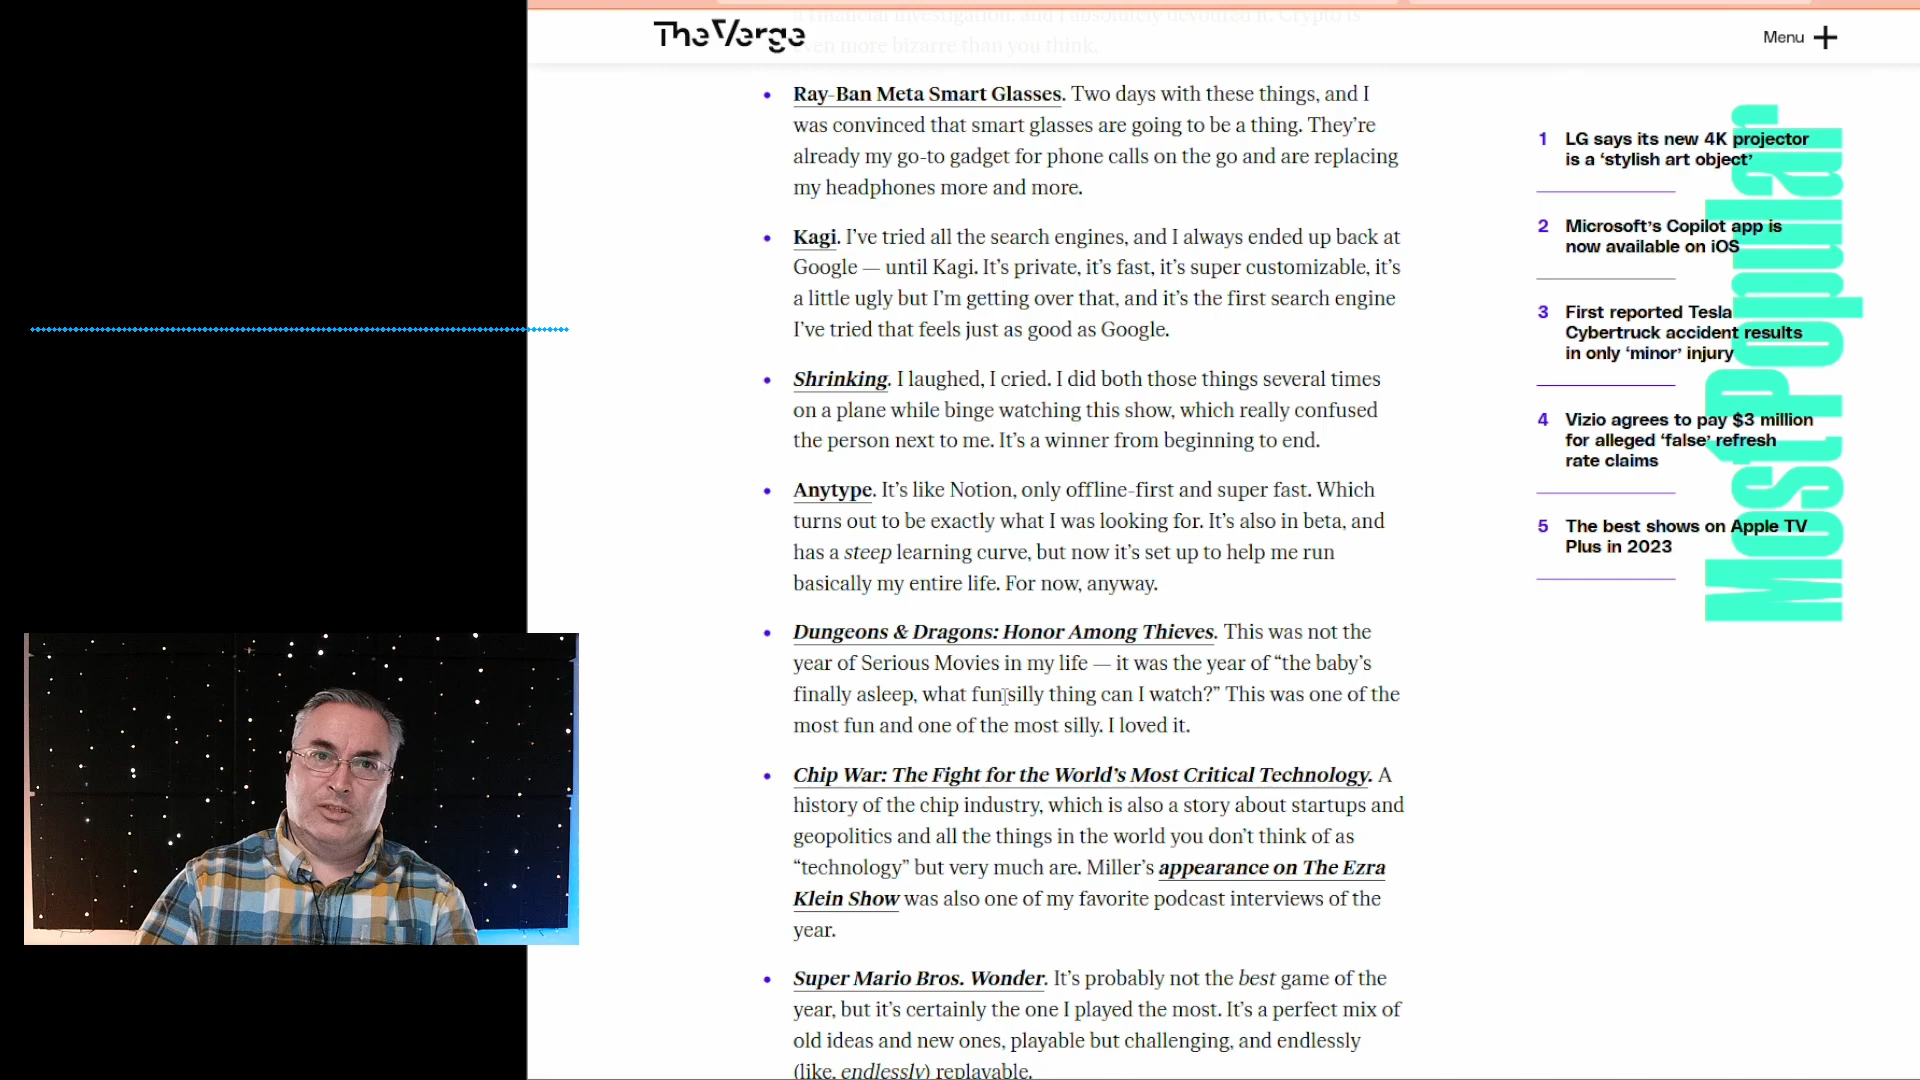 a financial investigation, and I absolutely devoured it. Crypto is
even more bizarre than you think.
The Verge
Menu
Ray-Ban Meta Smart Glasses. Two days with these things, and I
was convinced that smart glasses are going to be a thing. They’re
already my go-to gadget for phone calls on the go and are replacing
my headphones more and more.
Kagi. I’ve tried all the search engines, and I always ended up back at
Google — until Kagi. It’s private, it’s fast, it’s super customizable, it’s
a little ugly but I’m getting over that, and it’s the first search engine
I’ve tried that feels just as good as Google.
Shrinking. I laughed, I cried. I did both those things several times
on a plane while binge watching this show, which really confused
the person next to me. It’s a winner from beginning to end.
Anytype. It’s like Notion, only offline-first and super fast. Which
turns out to be exactly what I was looking for. It’s also in beta, and
has a steep learning curve, but now it’s set up to help me run
basically my entire life. For now, anyway.
Dungeons & Dragons: Honor Among Thieves. This was not the
year of Serious Movies in my life — it was the year of “the baby’s
finally asleep, what fun silly thing can I watch?” This was one of the
most fun and one of the most silly. I loved it.
Chip War: The Fight for the World’s Most Critical Technology. A
history of the chip industry, which is also a story about startups and
geopolitics and all the things in the world you don’t think of as
“technology” but very much are. Miller’s appearance on The Ezra
Klein Show was also one of my favorite podcast interviews of the
year.
Super Mario Bros. Wonder. It’s probably not the best game of the
year, but it’s certainly the one I played the most. It’s a perfect mix of
old ideas and new ones, playable but challenging, and endlessly
(like, endlessly) replayable.
Most Popular
1 LG says its new 4K projector
is a ‘stylish art object’
2 Microsoft’s Copilot app is
now available on iOS
3 First reported Tesla
Cybertruck accident results
in only ‘minor’ injury
4 Vizio agrees to pay $3 million
for alleged ‘false’ refresh
rate claims
5 The best shows on Apple TV
Plus in 2023